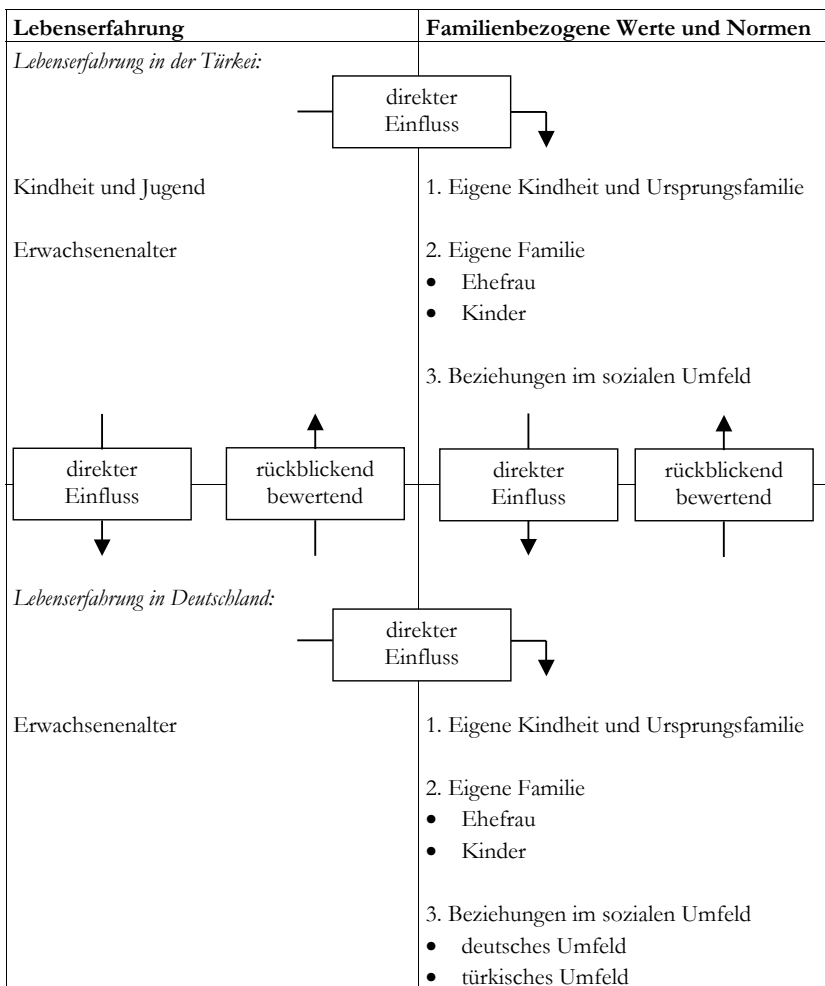 Lebenserfahrung Familienbezogene Werte und Normen
Lebenserfahrung in der Türkei:
direkter
Einfluss
Kindheit und Jugend 1. Eigene Kindheit und Ursprungsfamilie
Erwachsenenalter 2. Eigene Familie
• Ehefrau
• Kinder
3. Beziehungen im sozialen Umfeld
direkter rückblickend direkter rückblickend
Einfluss bewertend Einfluss bewertend
Lebenserfahrung in Deutschland:
direkter
Einfluss
Erwachsenenalter 1. Eigene Kindheit und Ursprungsfamilie
2. Eigene Familie
• Ehefrau
• Kinder
3. Beziehungen im sozialen Umfeld
• deutsches Umfeld
• türkisches Umfeld